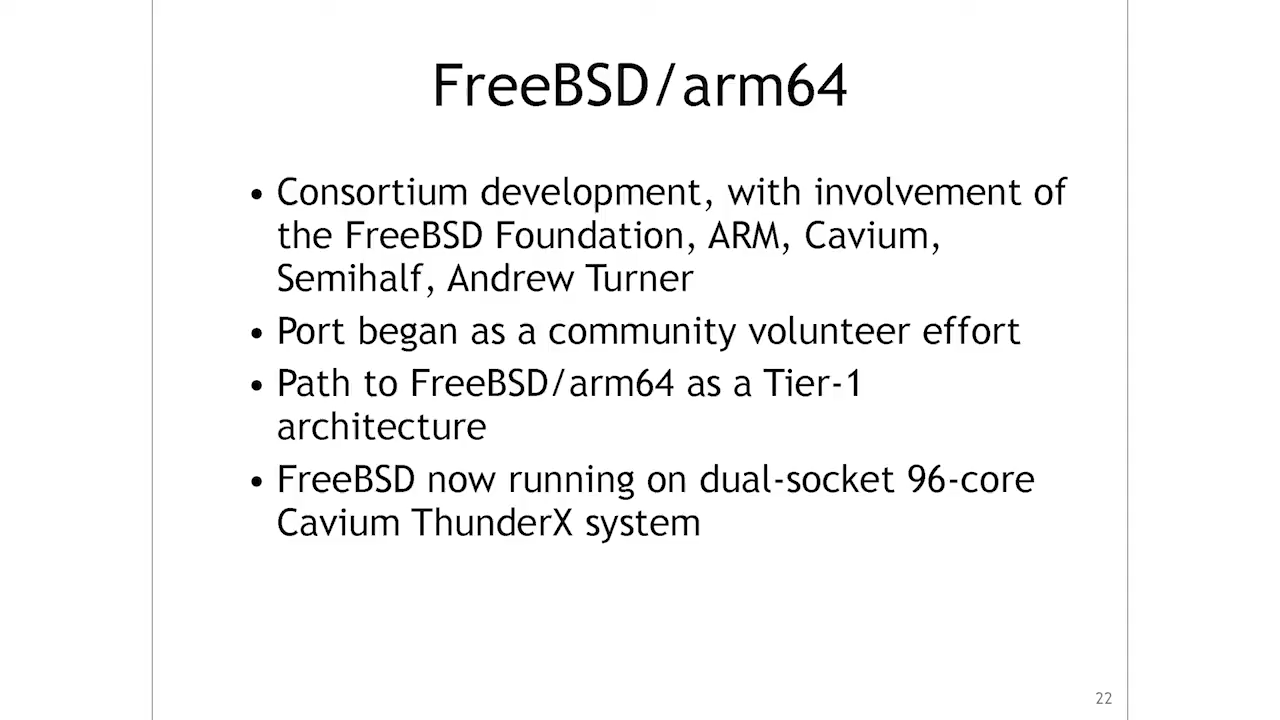 FreeBSD/arm64
• Consortium development, with involvement of
the FreeBSD Foundation, ARM, Cavium,
Semihalf, Andrew Turner
• Port began as a community volunteer effort
• Path to FreeBSD/arm64 as a Tier-1
architecture
• FreeBSD now running on dual-socket 96-core
Cavium ThunderX system
22